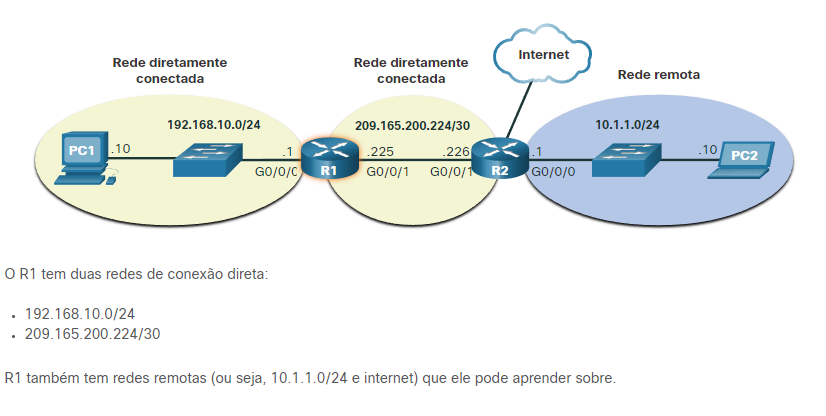 Internet
Rede diretamente
conectada
Rede diretamente
conectada
Rede remota
192.168.10.0/24
209.165.200.224/30
10.1.1.0/24
PC1
.10
.1
G0/0/0
R1
.225
G0/0/1
.226
G0/0/1
R2
.1
G0/0/0
.10
PC2
O R1 tem duas redes de conexão direta:
• 192.168.10.0/24
• 209.165.200.224/30
R1 também tem redes remotas (ou seja, 10.1.1.0/24 e internet) que ele pode aprender sobre.